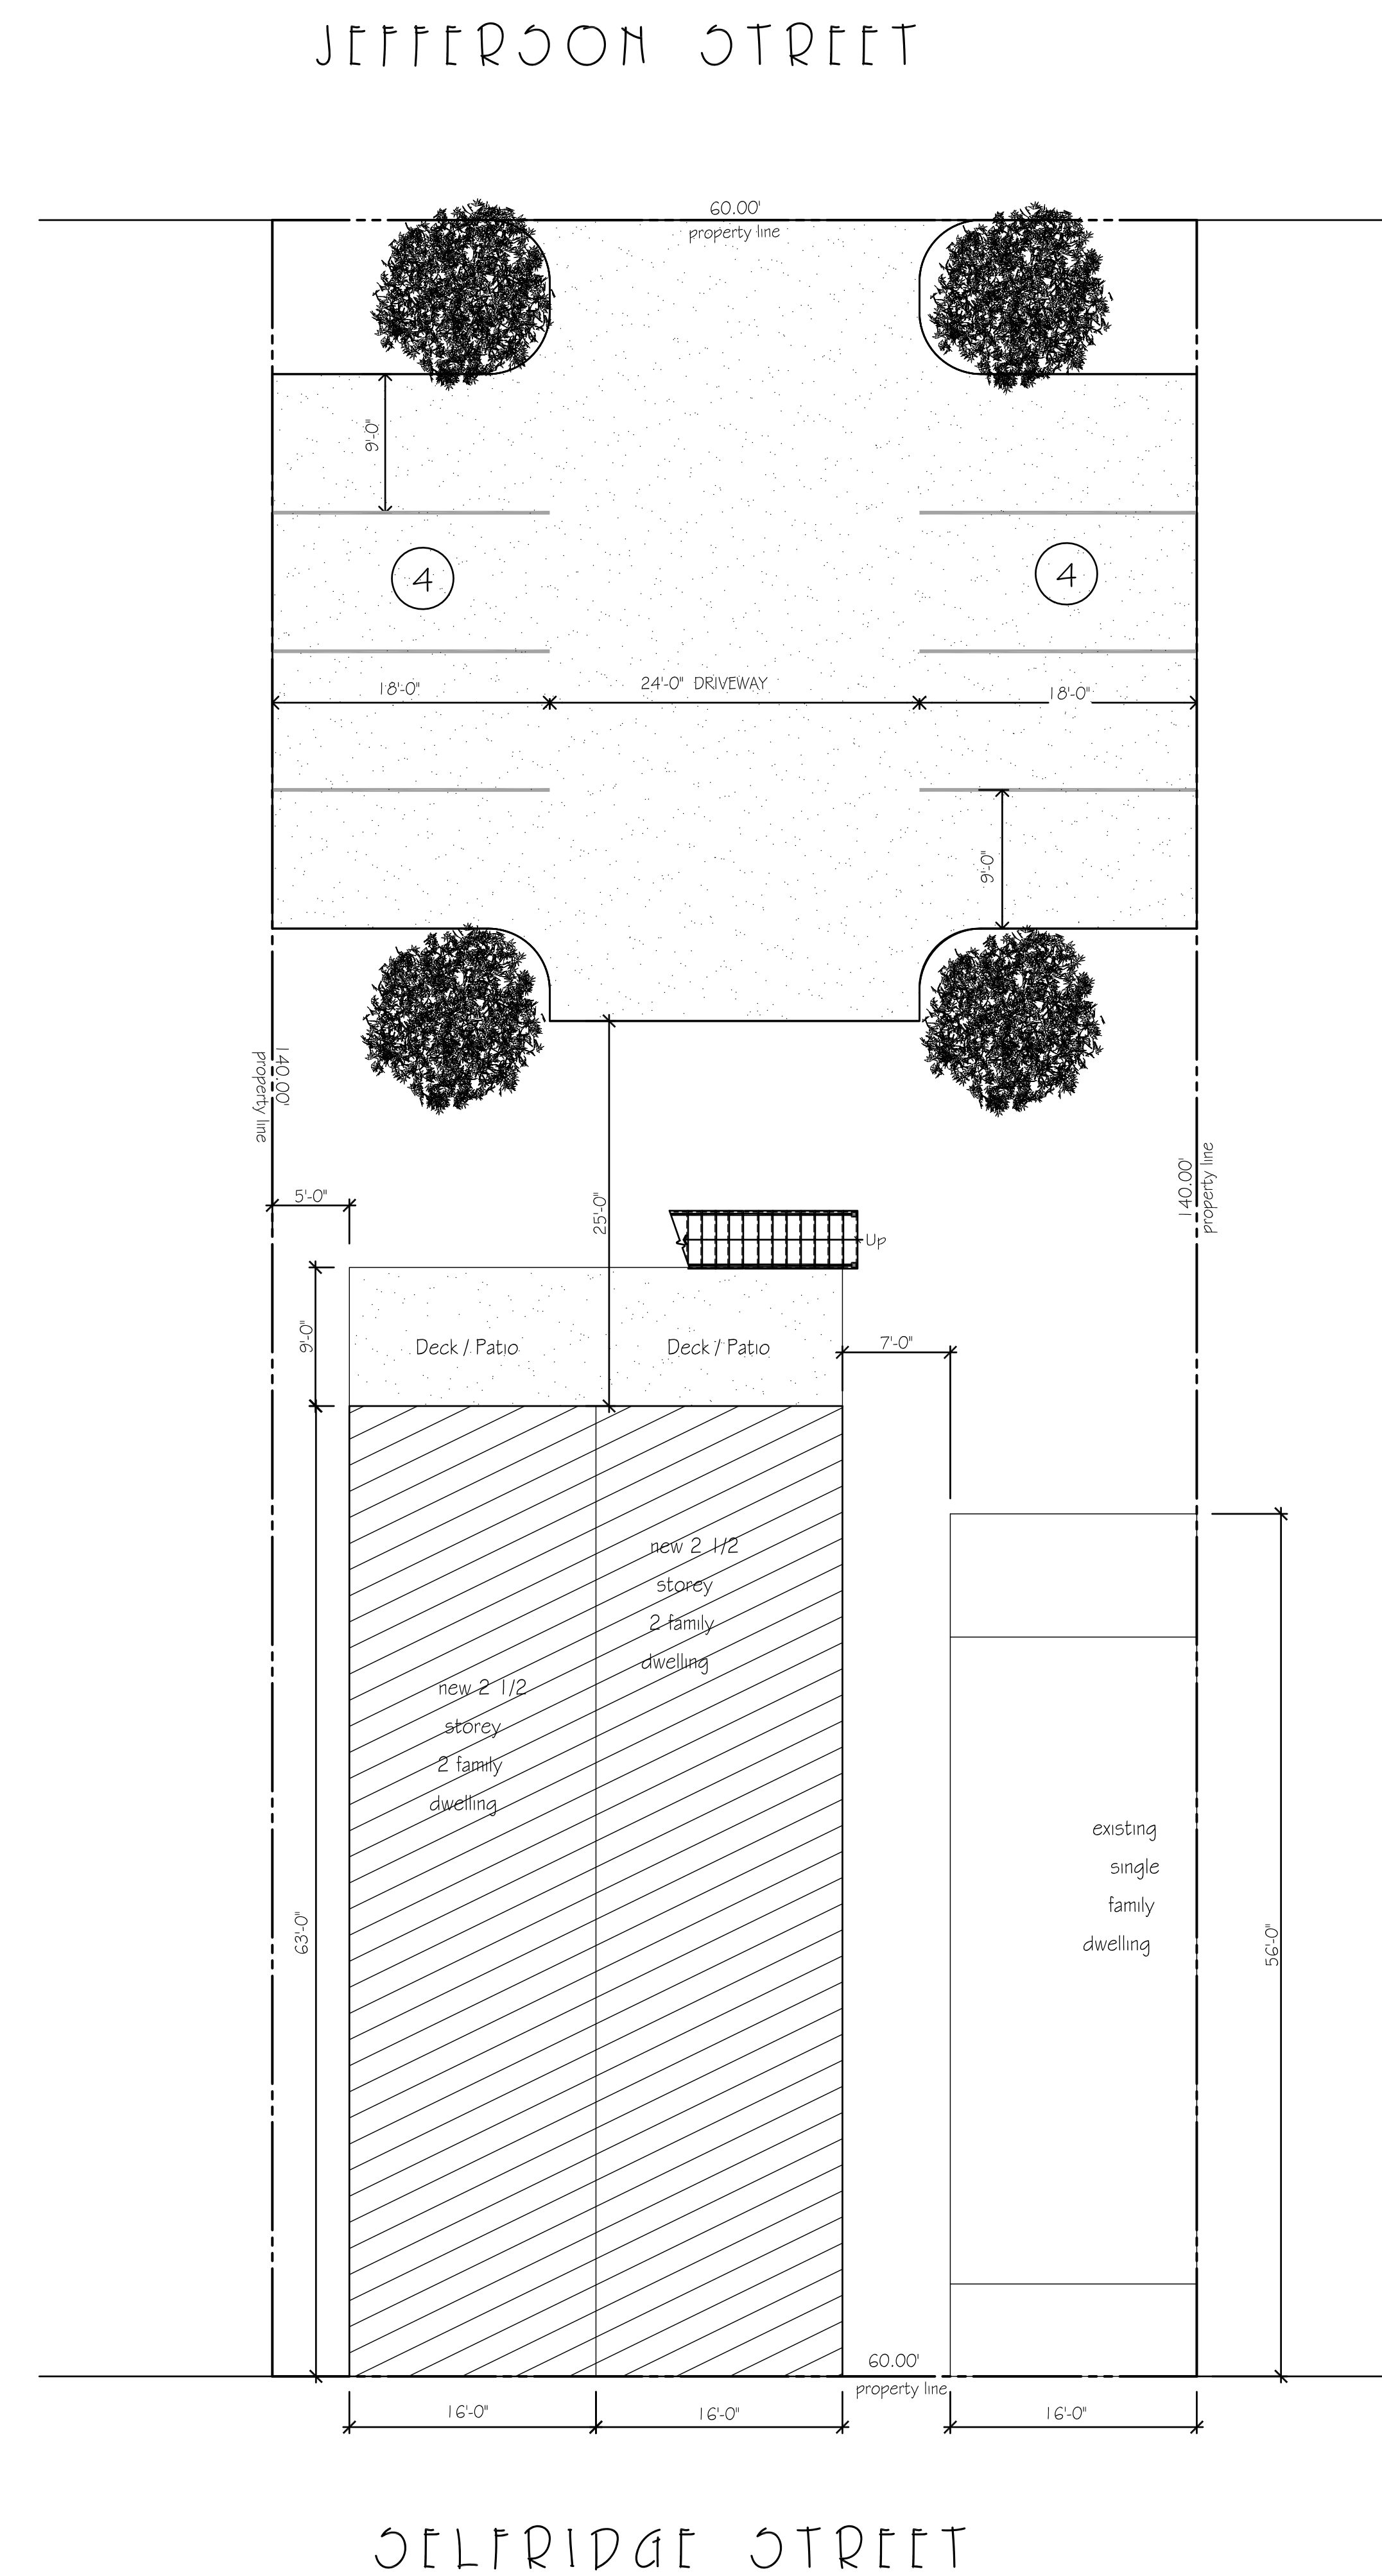 JEFFERSON STREET
60.00'
property line
9'-0"
4
4
18'-0"
24'-0" DRIVEWAY
18'-0"
9'-0"
140.00'
property line
140.00'
property line
5'-0"
25'-0"
Up
9'-0"
Deck / Patio
Deck / Patio
7'-0"
new 2 1/2
storey
2 family
dwelling
new 2 1/2
storey
2 family
dwelling
existing
single
family
dwelling
63'-0"
56'-0"
60.00'
property line
16'-0"
16'-0"
16'-0"
SELFRIDGE STREET